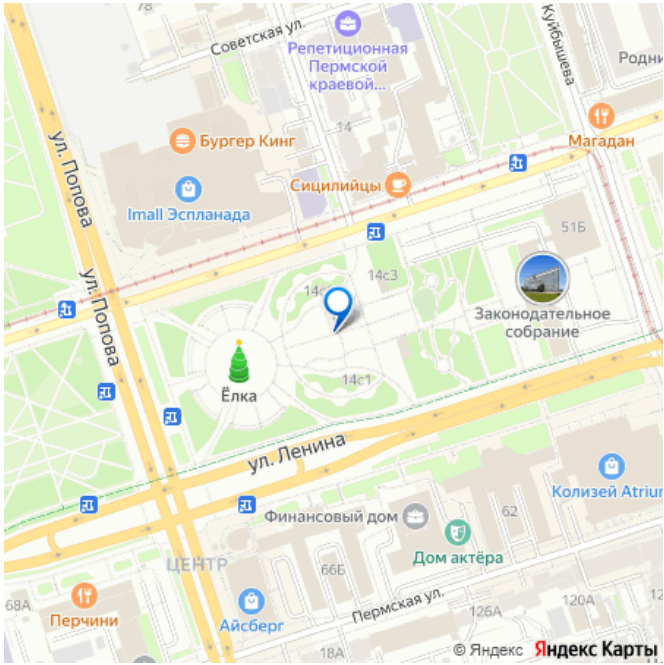 78
Советская ул.
Куйбышева
Репетиционная
Пермской
краевой...
Родни
14
Бургер Кинг
Магадан
ул. Попова
Сицилийцы
Imall Эспланада
51Б
14с3
ул. Попова
Законодательное
собрание
14с1
Ёлка
ул. Ленина
Колизей Atrium
62
Финансовый дом
Дом актёра
ЦЕНТР
66Б
68А
Перчини
Айсберг
Пермская ул.
126А
120А
18А
© Яндекс Яндекс Карты